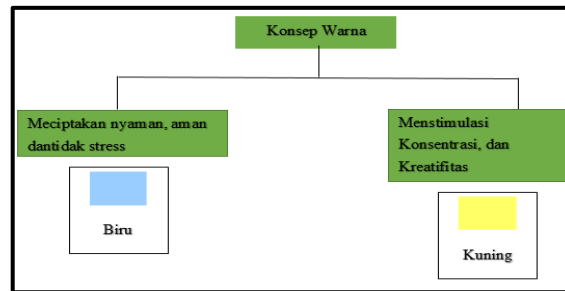 Konsep Warna
Meciptakan nyaman, aman
dantidak stress
Menstimulasi
Konsentrasi, dan
Kreatifitas
Biru
Kuning